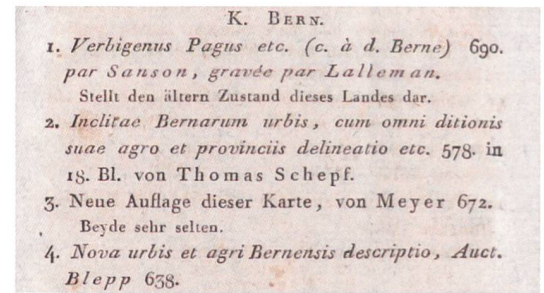 K. BERN.
1. Verbigenus Pagus etc. (c. à d. Berne) 690.
par Sanson, gravée par Lalleman.
Stellt den ältern Zustand dieses Landes dar.
2. Inclitae Bernarum urbis, cum omni ditionis
suae agro et provinciis delineatio etc. 578. in
18. Bl. von Thomas Schepf.
3. Neue Auflage dieser Karte, von Meyer 672.
Beyde sehr selten.
4. Nova urbis et agri Bernensis descriptio, Auct.
Blepp 638.